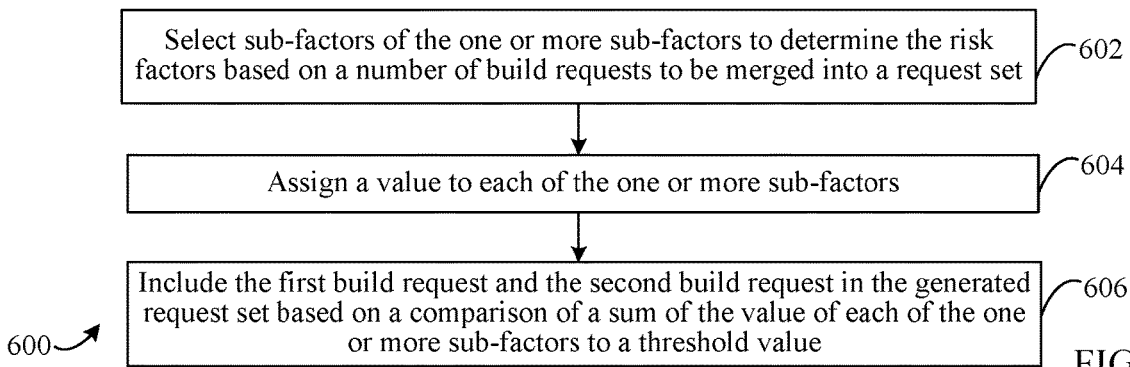 Select sub-factors of the one or more sub-factors to determine the risk
factors based on a number of build requests to be merged into a request set
602
Assign a value to each of the one or more sub-factors
604
Include the first build request and the second build request in the generated
request set based on a comparison of a sum of the value of each of the one
or more sub-factors to a threshold value
606
600
FIG